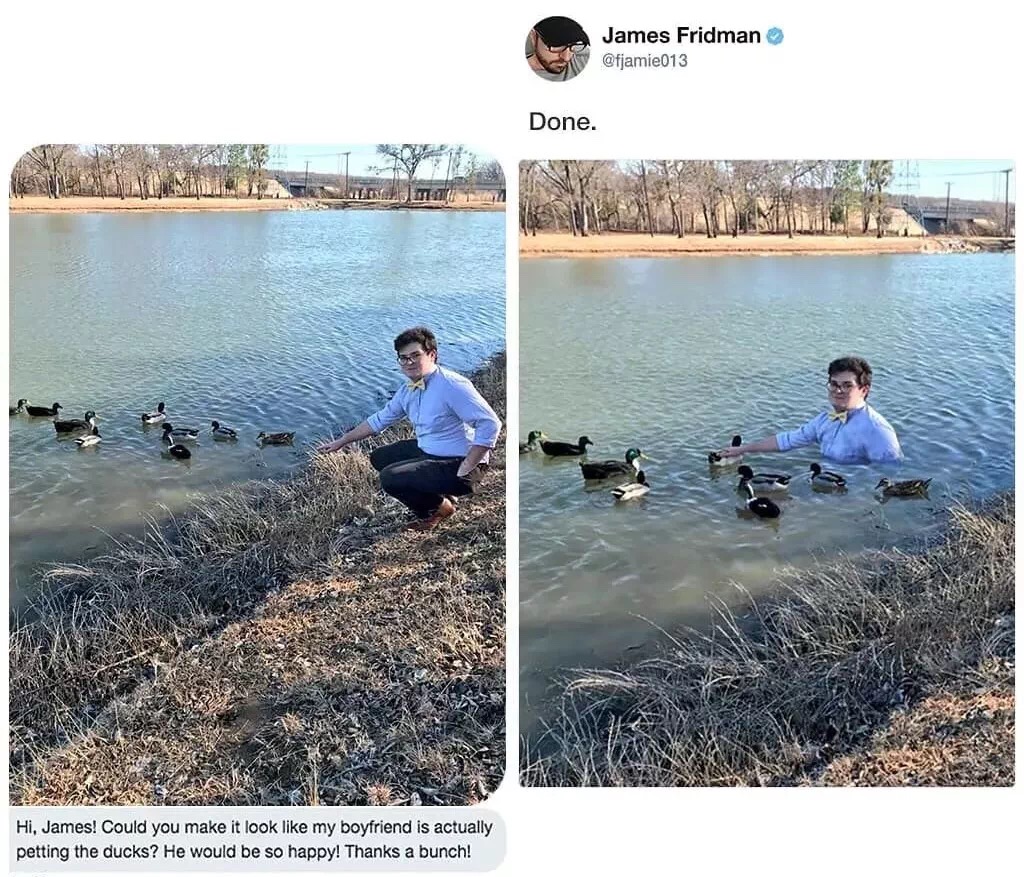 James Fridman
@fjamie013
Done.
Hi, James! Could you make it look like my boyfriend is actually
petting the ducks? He would be so happy! Thanks a bunch!